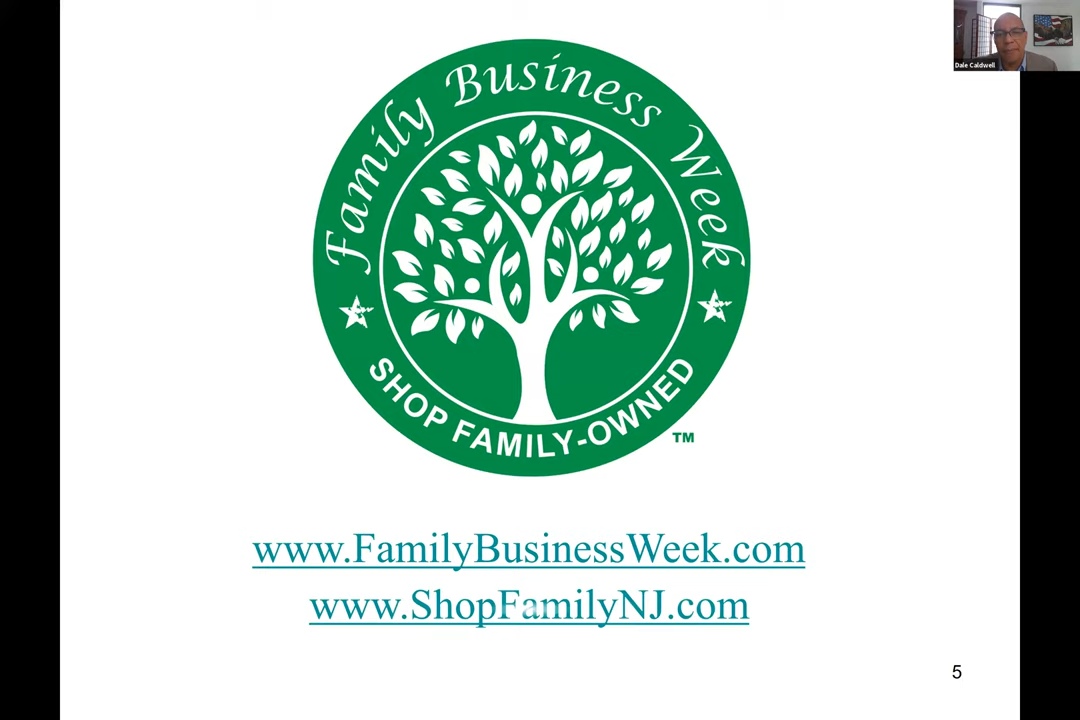 Dale Caldwell
Family Business Week
SHOP FAMILY-OWNED
TM
www.FamilyBusinessWeek.com
www.ShopFamilyNJ.com
5